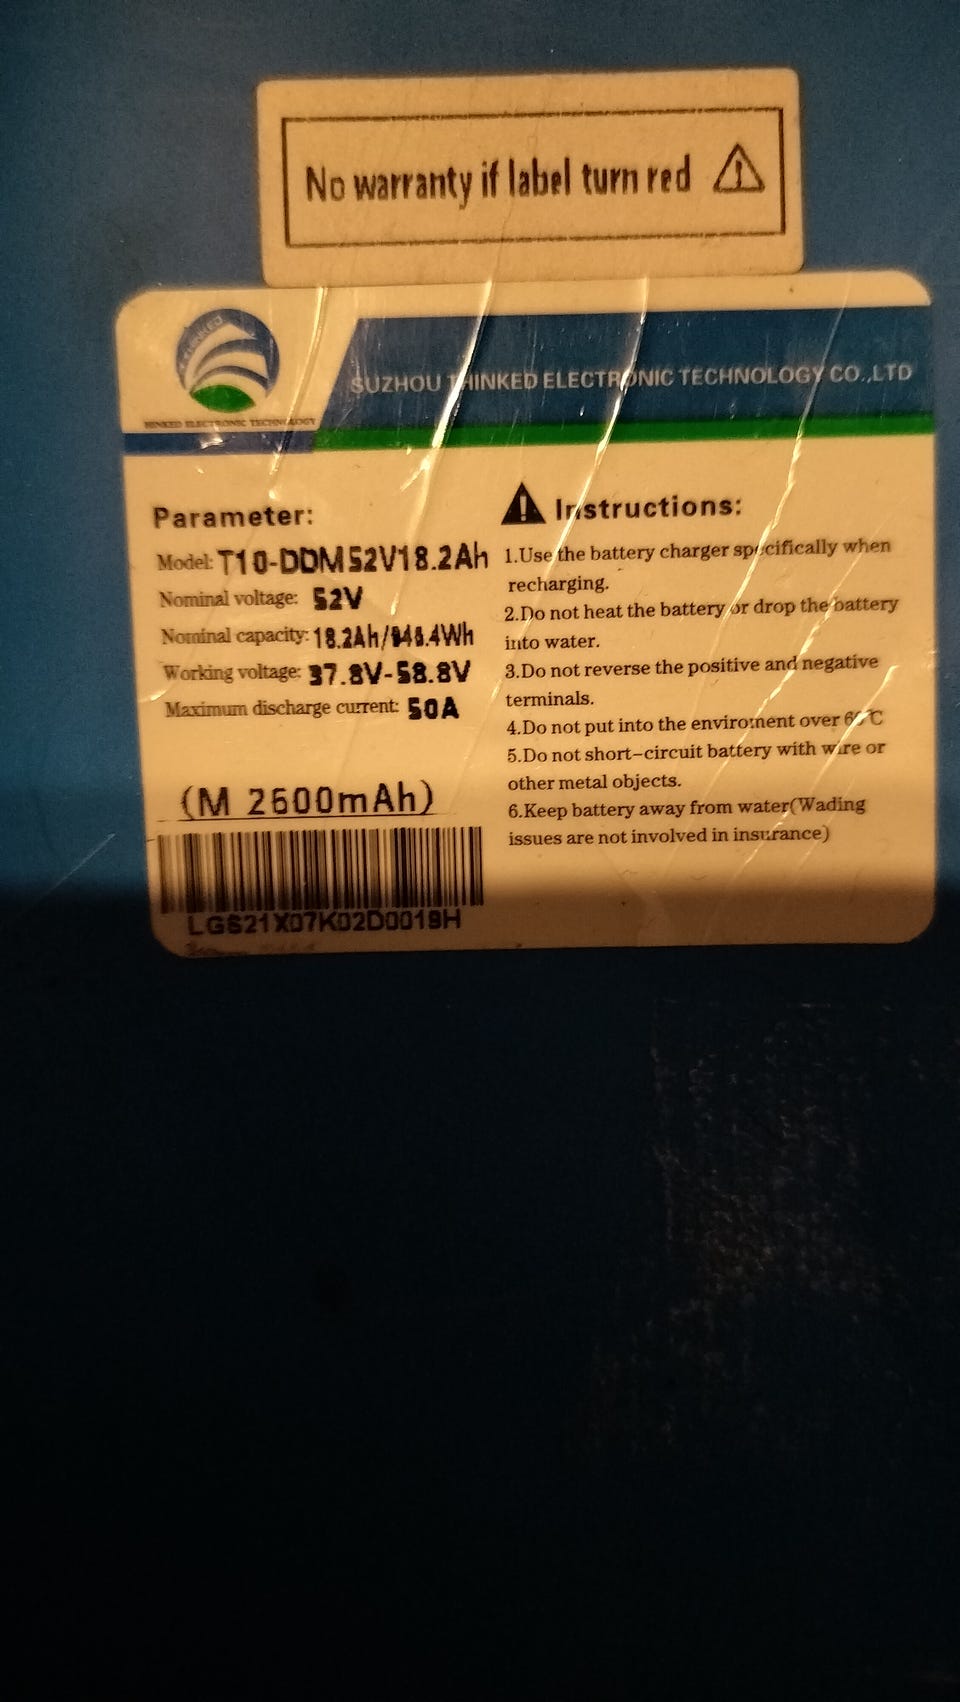 No warranty if label turn red
THINKED
HINKED ELECTRONIC TECHNOLOGY
SUZHOU THINKED ELECTRONIC TECHNOLOGY CO.,LTD
Parameter:
Model: T10-DDM52V18.2Ah
Nominal voltage: 52V
Nominal capacity: 18.2Ah/946.4Wh
Working voltage: 37.8V-58.8V
Maximum discharge current: 50A
(M 2600mAh)
LGS21X07K02D0019H
Instructions:
1.Use the battery charger specifically when
recharging.
2.Do not heat the battery or drop the battery
into water.
3.Do not reverse the positive and negative
terminals.
4.Do not put into the enviroment over
5.Do not short-circuit battery with wire or
other metal objects.
6.Keep battery away from water(Wading
issues are not involved in insurance)